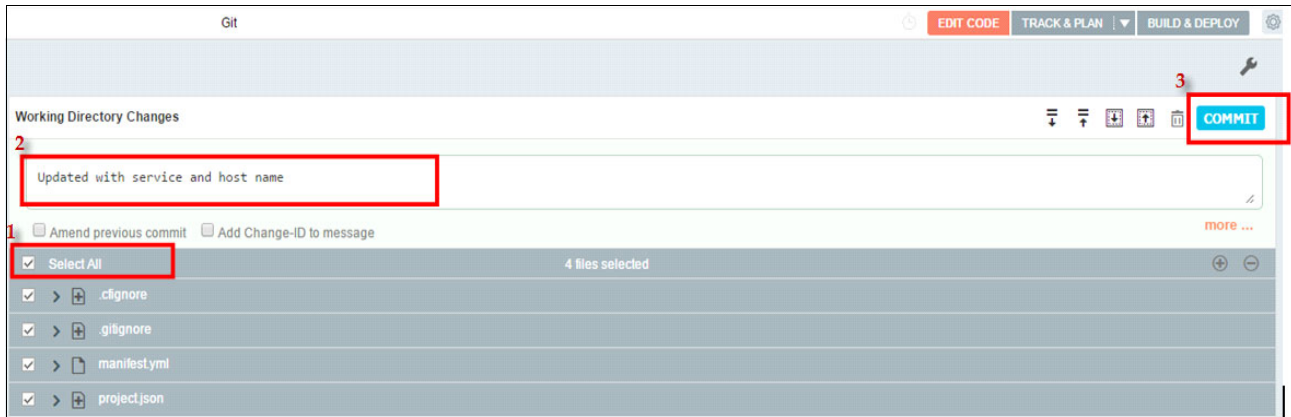 Git
EDIT CODE
TRACK & PLAN
BUILD & DEPLOY
3
Working Directory Changes
COMMIT
2
Updated with service and host name
1
Amend previous commit
Add Change-ID to message
more ...
Select All
4 files selected
.cfignore
.gitignore
manifest.yml
project.json